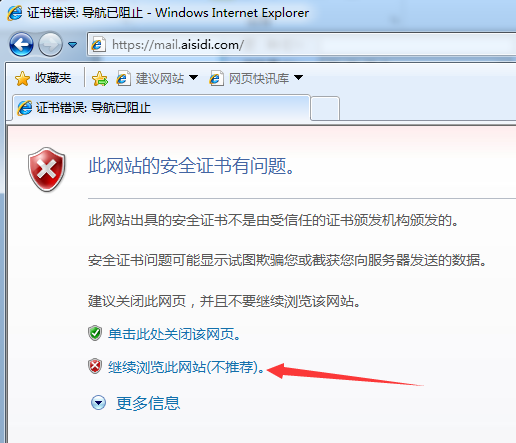 证书错误: 导航已阻止 - Windows Internet Explorer
https://mail.aisidi.com/
收藏夹 建议网站 网页快讯库
证书错误: 导航已阻止
此网站的安全证书有问题。
此网站出具的安全证书不是由受信任的证书颁发机构颁发的。
安全证书问题可能显示试图欺骗您或截获您向服务器发送的数据。
建议关闭此网页，并且不要继续浏览该网站。
单击此处关闭该网页。
继续浏览此网站(不推荐)。
更多信息